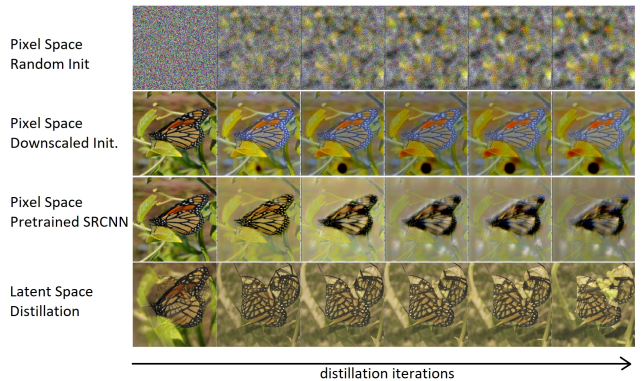 Pixel Space
Random Init
Pixel Space
Downscaled Init.
Pixel Space
Pretrained SRCNN
Latent Space
Distillation
distillation iterations